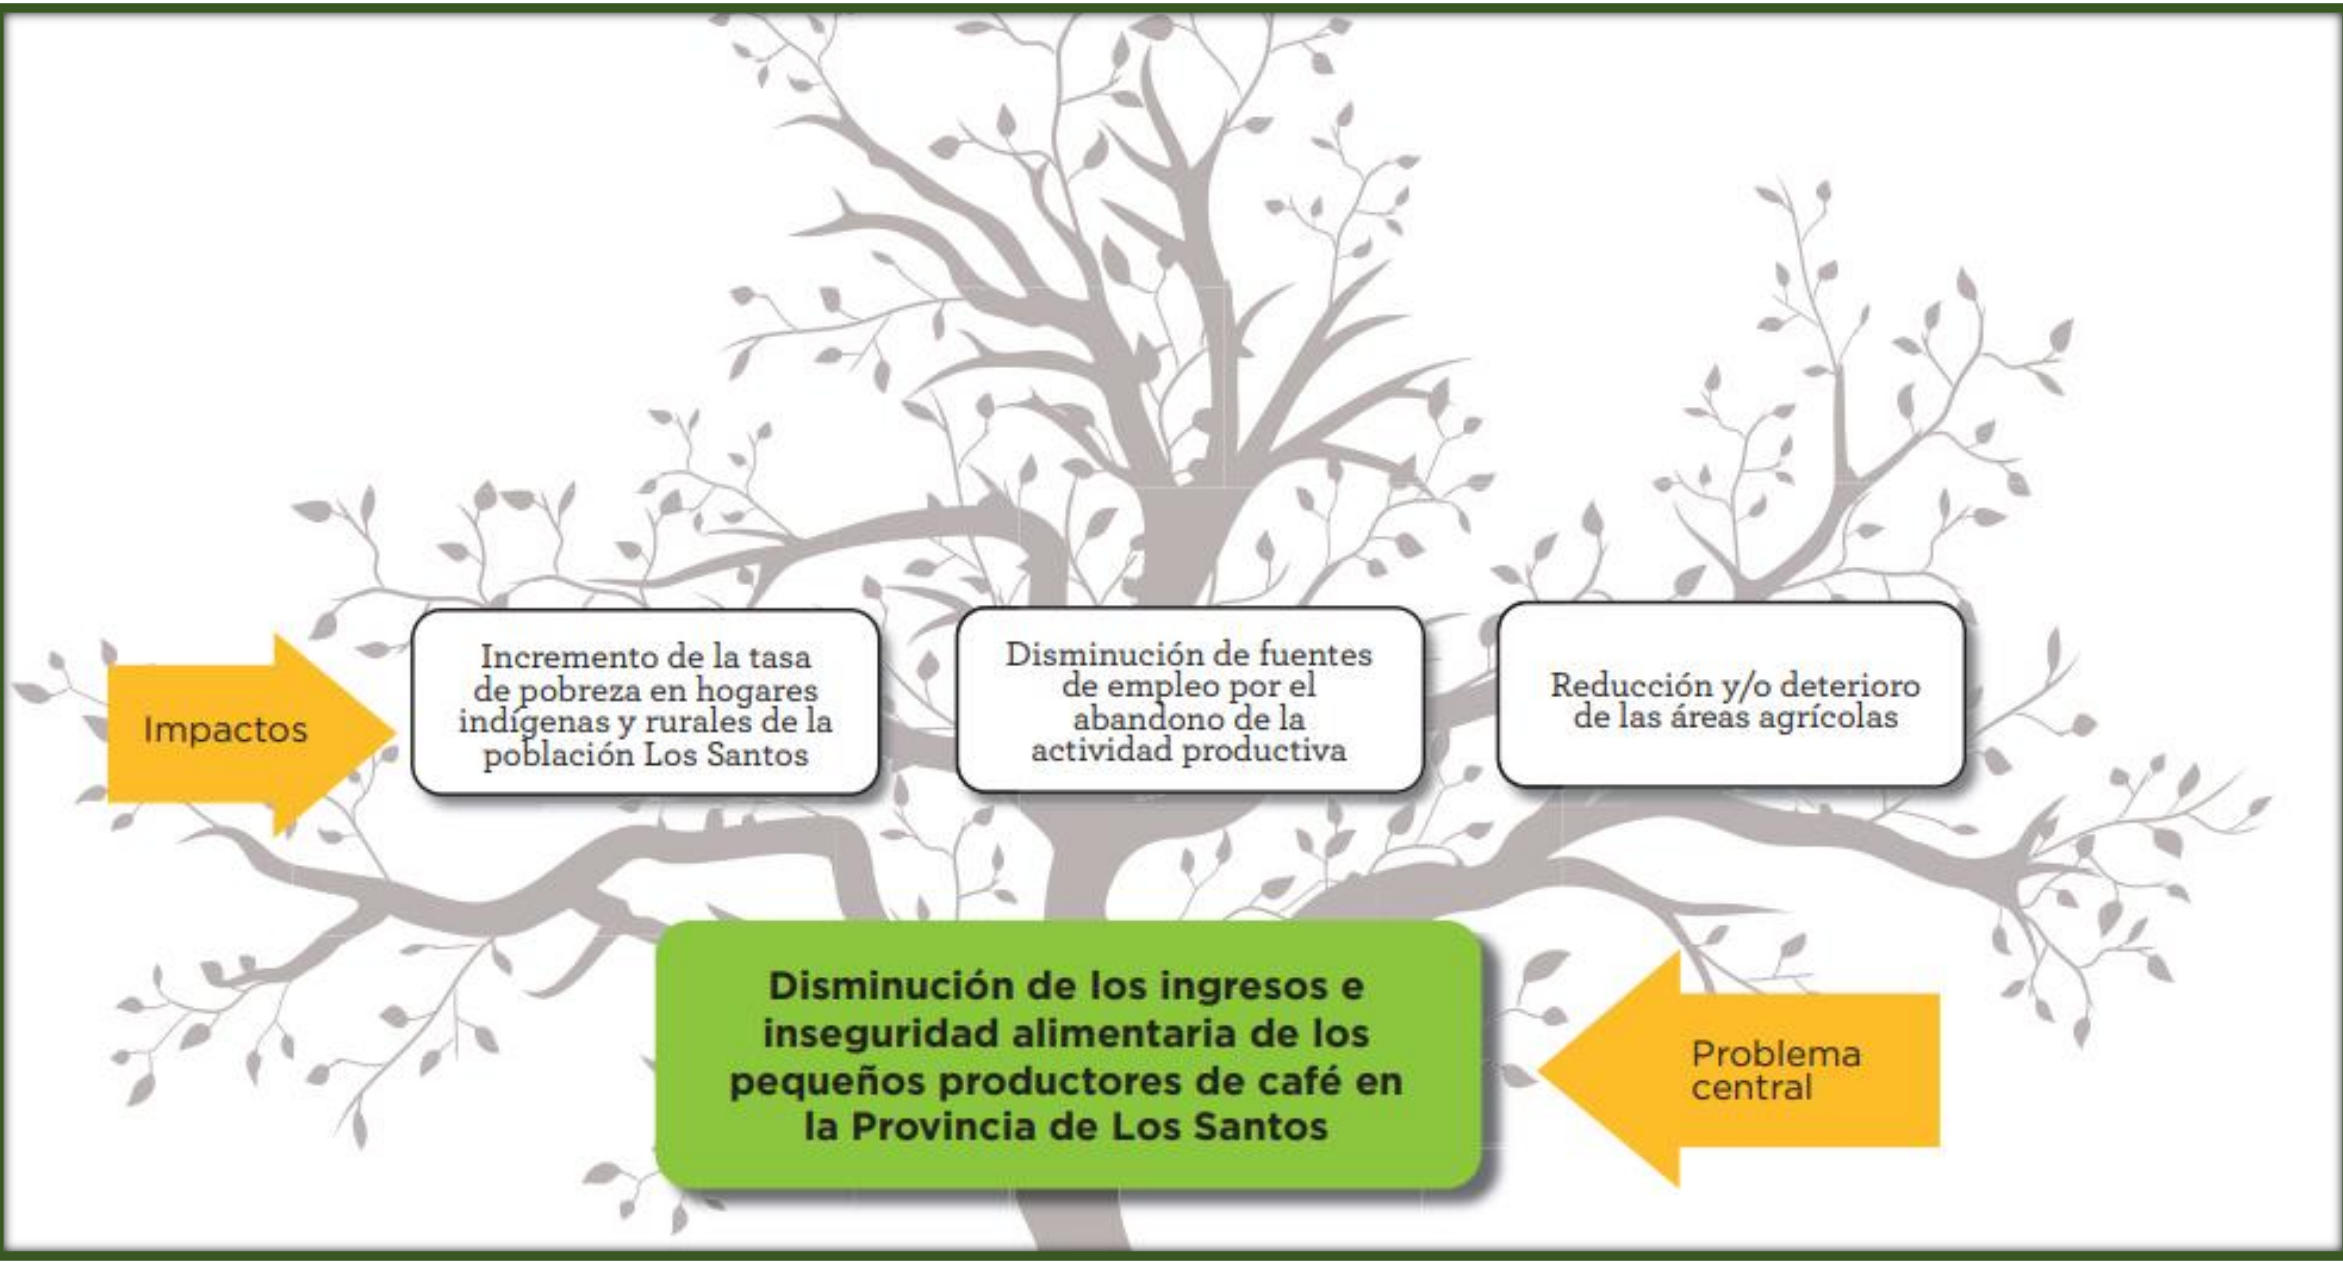 Impactos
Incremento de la tasa
de pobreza en hogares
indígenas y rurales de la
población Los Santos
Disminución de fuentes
de empleo por el
abandono de la
actividad productiva
Reducción y/o deterioro
de las áreas agrícolas
Disminución de los ingresos e
inseguridad alimentaria de los
pequeños productores de café en
la Provincia de Los Santos
Problema
central